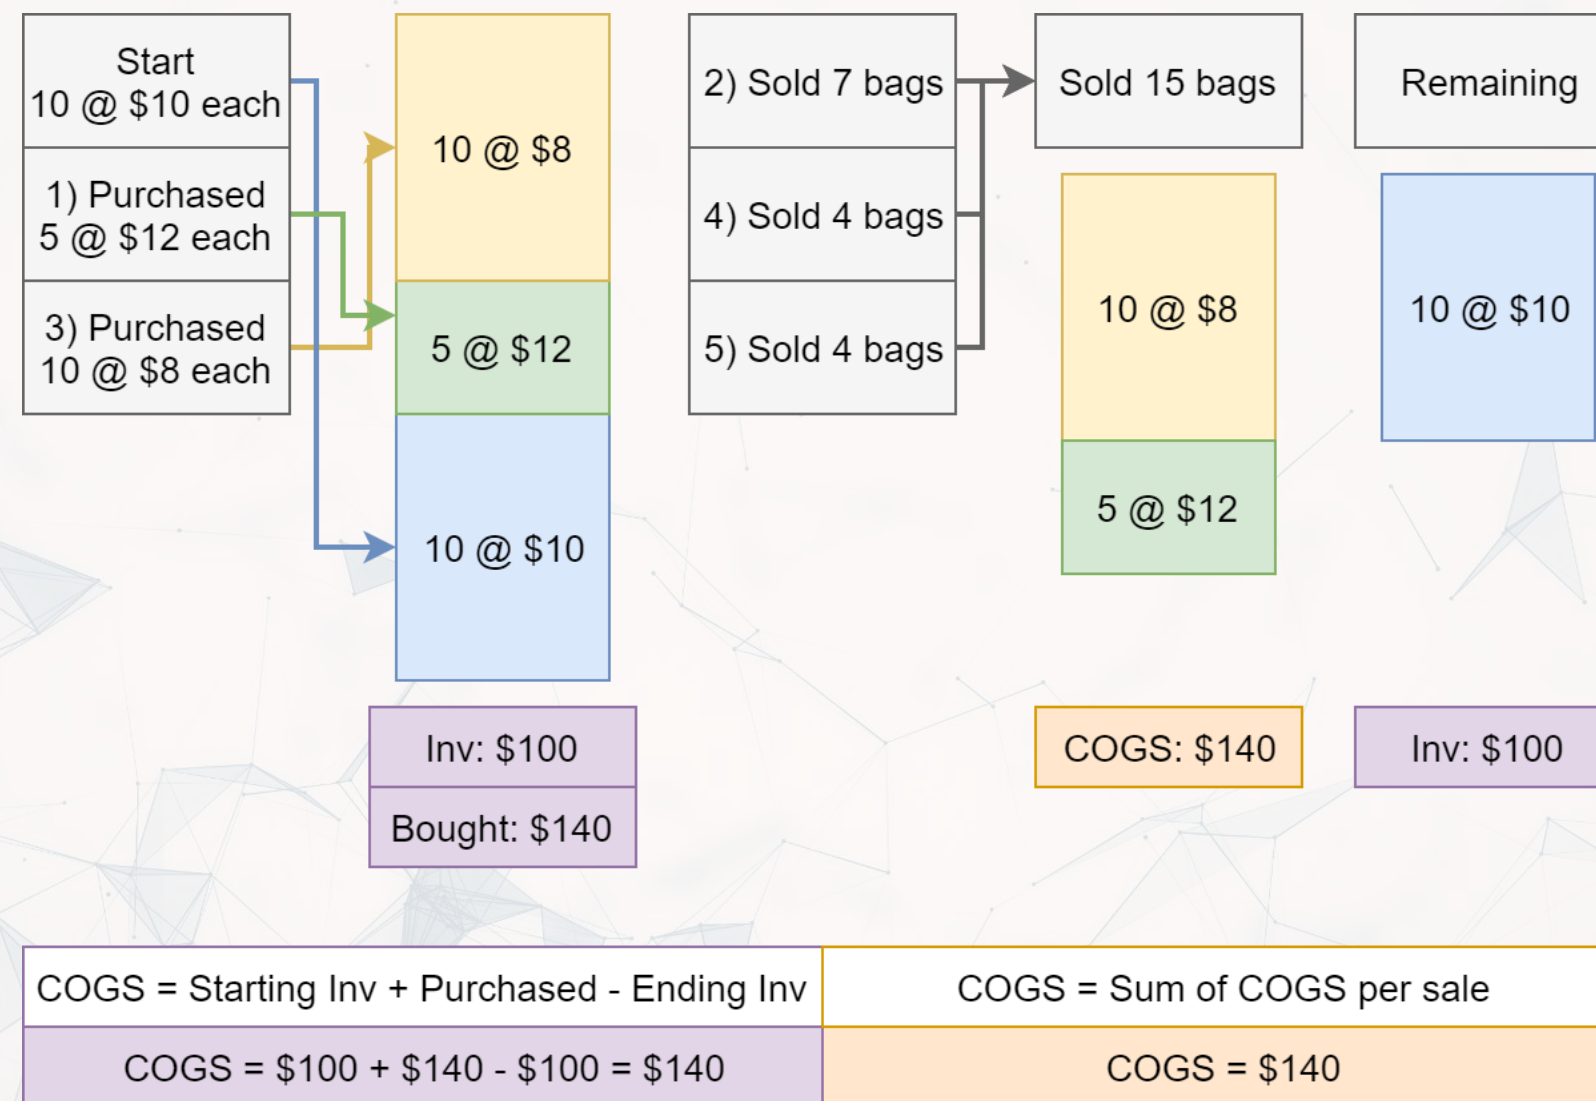 Start
10 @ $10 each
1) Purchased
5 @ $12 each
3) Purchased
10 @ $8 each
10 @ $8
5 @ $12
10 @ $10
Inv: $100
Bought: $140
2) Sold 7 bags
4) Sold 4 bags
5) Sold 4 bags
Sold 15 bags
10 @ $8
5 @ $12
COGS: $140
Remaining
10 @ $10
Inv: $100
COGS = Starting Inv + Purchased - Ending Inv
COGS = Sum of COGS per sale
COGS = $100 + $140 - $100 = $140
COGS = $140